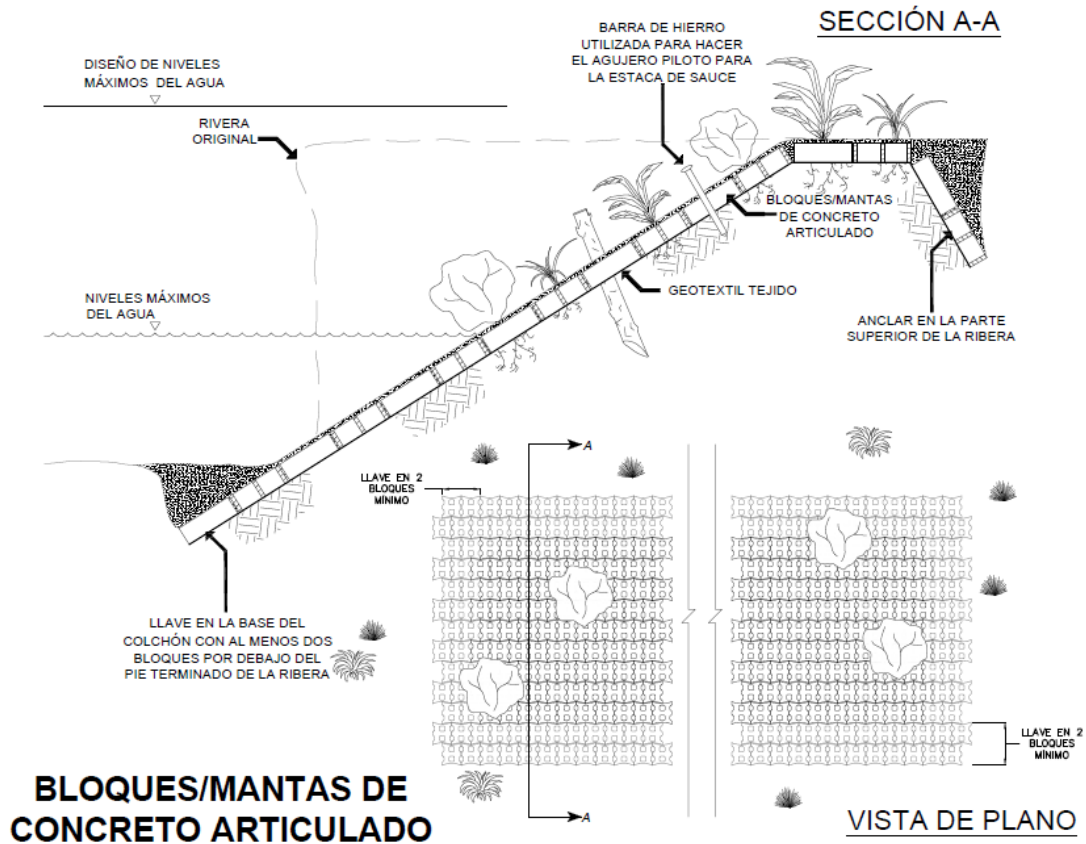 SECCIÓN A-A
BARRA DE HIERRO
UTILIZADA PARA HACER
EL AGUJERO PILOTO PARA
LA ESTACA DE SAUCE
DISEÑO DE NIVELES
MÁXIMOS DEL AGUA
RIVERA
ORIGINAL
BLOQUES/MANTAS
DE CONCRETO
ARTICULADO
GEOTEXTIL TEJIDO
NIVELES MÁXIMOS
DEL AGUA
ANCLAR EN LA PARTE
SUPERIOR DE LA RIBERA
A
LLAVE EN 2
BLOQUES
MÍNIMO
LLAVE EN LA BASE DEL
COLCHÓN CON AL MENOS DOS
BLOQUES POR DEBAJO DEL
PIE TERMINADO DE LA RIBERA
LLAVE EN 2
BLOQUES
MÍNIMO
A
BLOQUES/MANTAS DE
CONCRETO ARTICULADO
VISTA DE PLANO